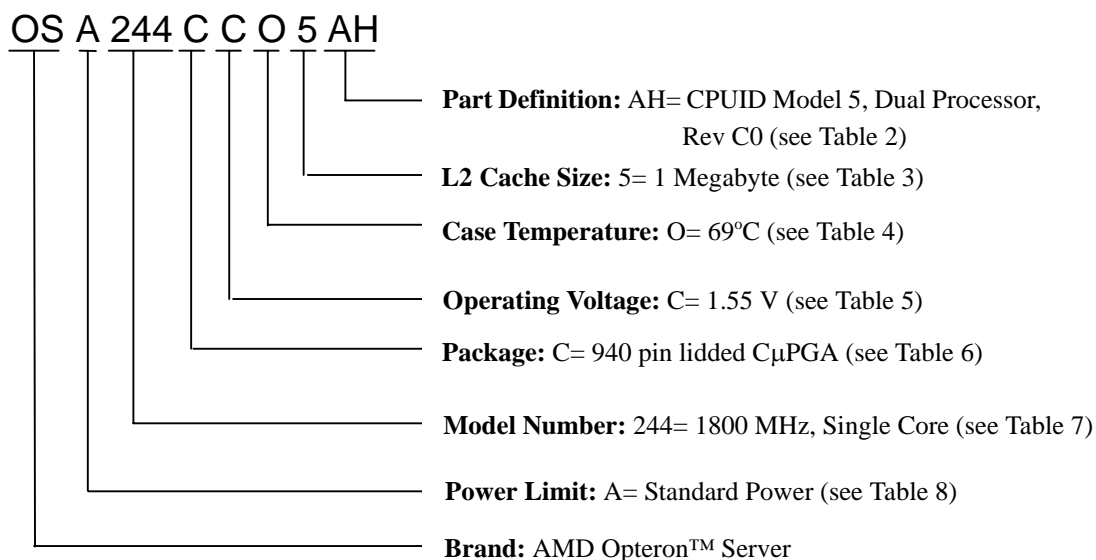 OS A 244 C C O 5 AH
Part Definition: AH= CPUID Model 5, Dual Processor,
Rev C0 (see Table 2)
L2 Cache Size: 5= 1 Megabyte (see Table 3)
Case Temperature: O= 69°C (see Table 4)
Operating Voltage: C= 1.55 V (see Table 5)
Package: C= 940 pin lidded CμPGA (see Table 6)
Model Number: 244= 1800 MHz, Single Core (see Table 7)
Power Limit: A= Standard Power (see Table 8)
Brand: AMD Opteron™ Server